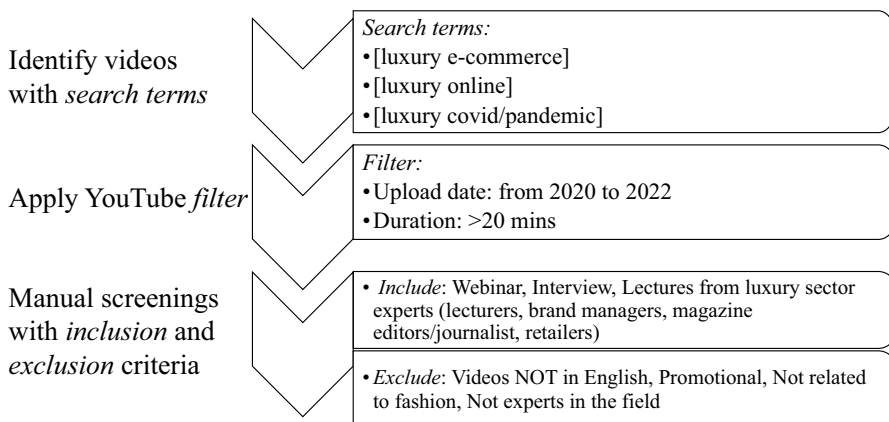 Identify videos
with search terms
Search terms:
•[luxury e-commerce]
•[luxury online]
•[luxury covid/pandemic]
Apply YouTube filter
Filter:
•Upload date: from 2020 to 2022
•Duration: >20 mins
Manual screenings
with inclusion and
exclusion criteria
• Include: Webinar, Interview, Lectures from luxury sector
experts (lecturers, brand managers, magazine
editors/journalist, retailers)
• Exclude: Videos NOT in English, Promotional, Not related
to fashion, Not experts in the field